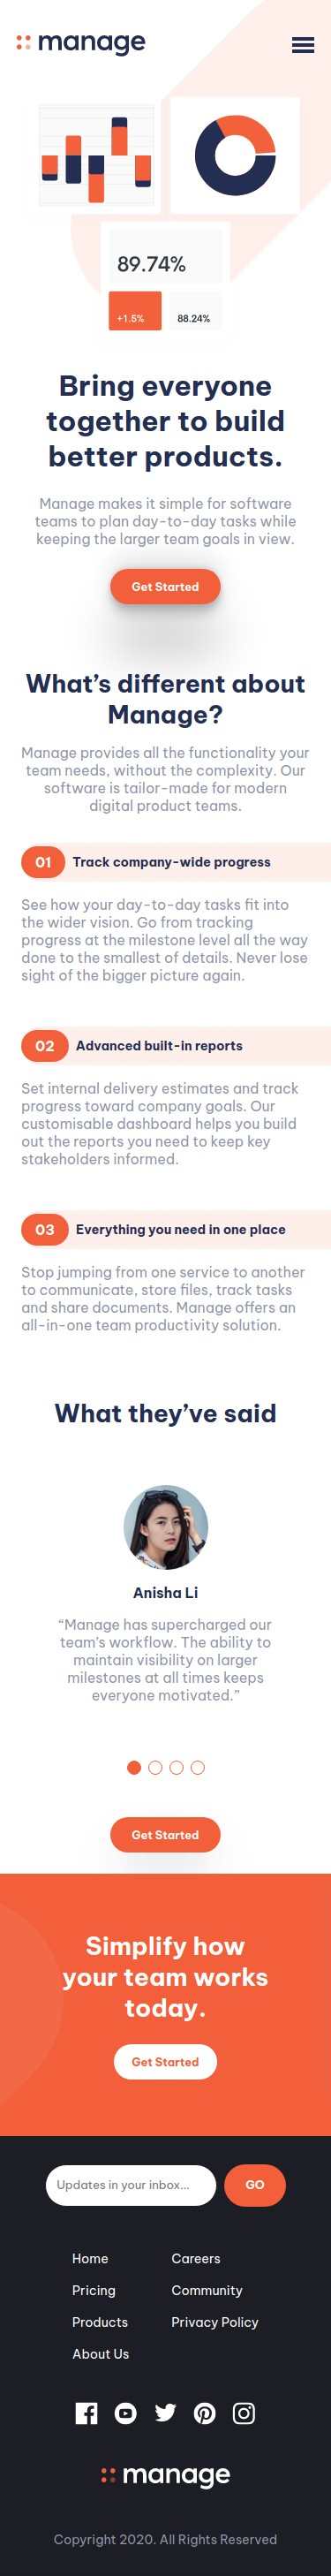 manage
89.74%
+1.5%
88.24%
Bring everyone
together to build
better products.
Manage makes it simple for software
teams to plan day-to-day tasks while
keeping the larger team goals in view.
Get Started
What’s different about
Manage?
Manage provides all the functionality your
team needs, without the complexity. Our
software is tailor-made for modern
digital product teams.
01 Track company-wide progress
See how your day-to-day tasks fit into
the wider vision. Go from tracking
progress at the milestone level all the way
done to the smallest of details. Never lose
sight of the bigger picture again.
02 Advanced built-in reports
Set internal delivery estimates and track
progress toward company goals. Our
customisable dashboard helps you build
out the reports you need to keep key
stakeholders informed.
03 Everything you need in one place
Stop jumping from one service to another
to communicate, store files, track tasks
and share documents. Manage offers an
all-in-one team productivity solution.
What they’ve said
Anisha Li
“Manage has supercharged our
team’s workflow. The ability to
maintain visibility on larger
milestones at all times keeps
everyone motivated.”
Get Started
Simplify how
your team works
today.
Get Started
Updates in your inbox...
GO
Home
Pricing
Products
About Us
Careers
Community
Privacy Policy
manage
Copyright 2020. All Rights Reserved